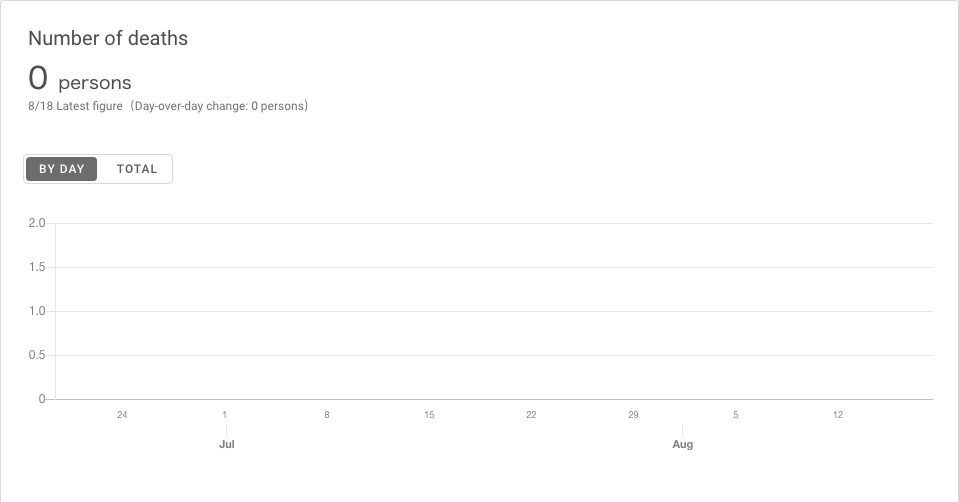 Number of deaths
0 persons
8/18 Latest figure（Day-over-day change: 0 persons）
BY DAY TOTAL
2.0
1.5
1.0
0.5
0
24 1 8 15 22 29 5 12
Jul Aug